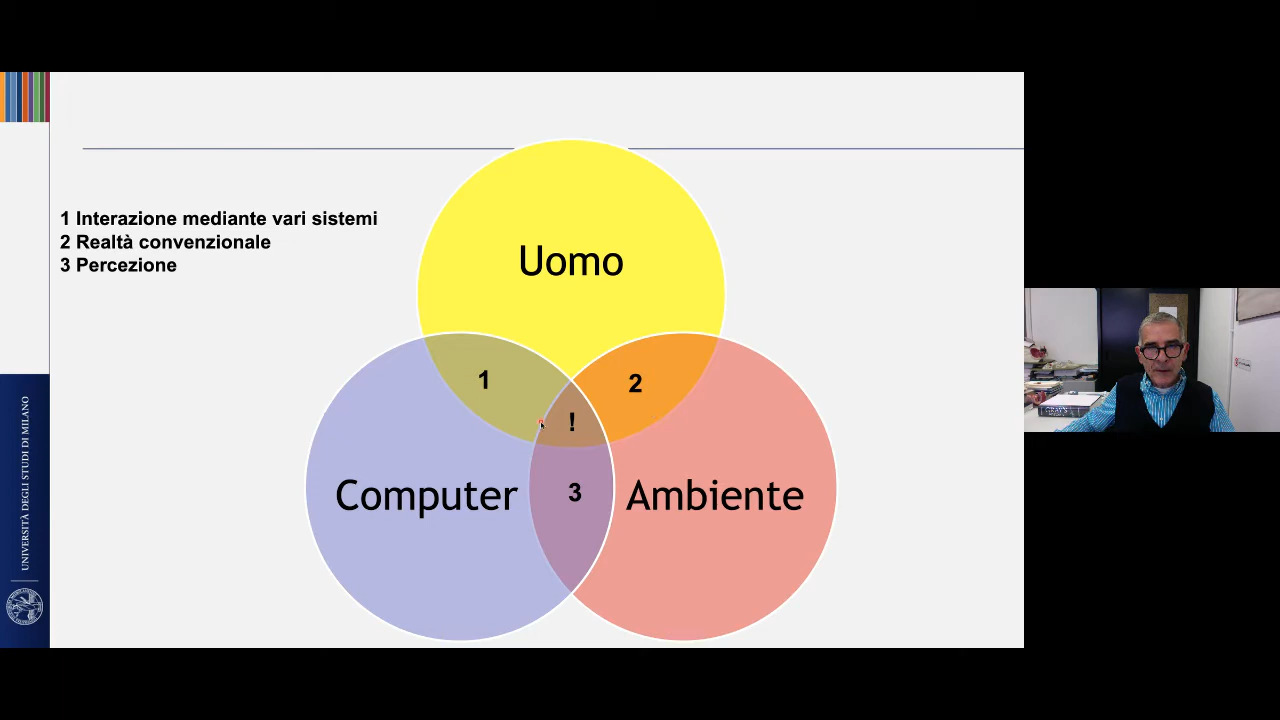 1 Interazione mediante vari sistemi
2 Realtà convenzionale
3 Percezione
Uomo
1
2
!
Computer
3
Ambiente
UNIVERSITÀ DEGLI STUDI DI MILANO